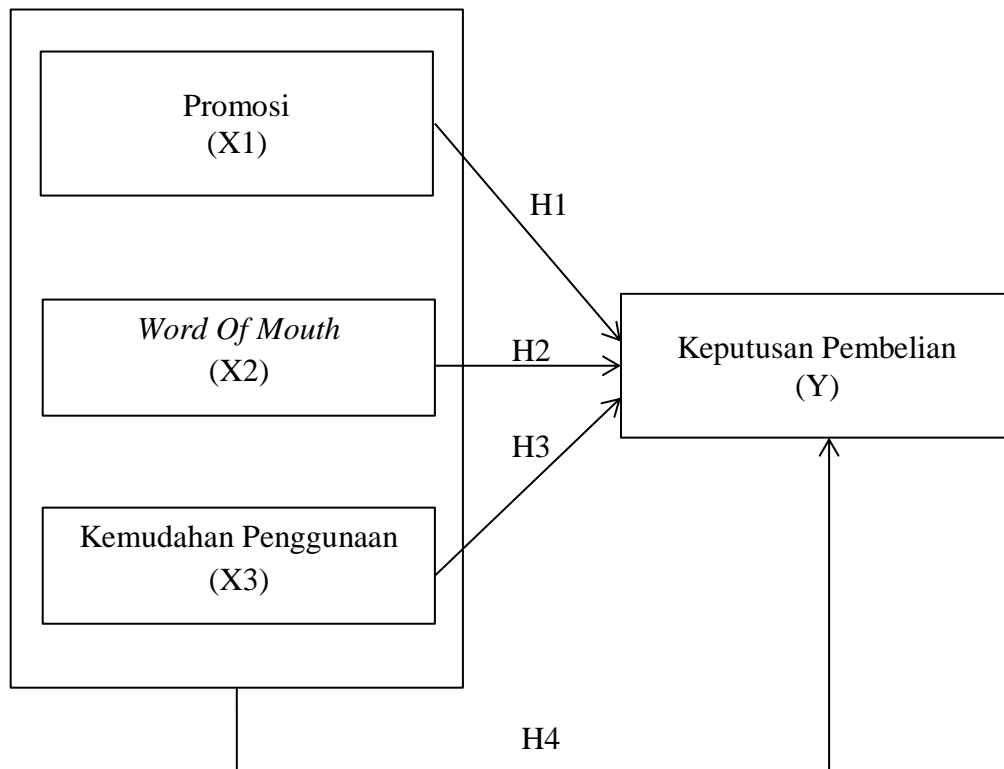 Promosi
(X1)
H1
Word Of Mouth
(X2)
H2
Keputusan Pembelian
(Y)
H3
Kemudahan Penggunaan
(X3)
H4